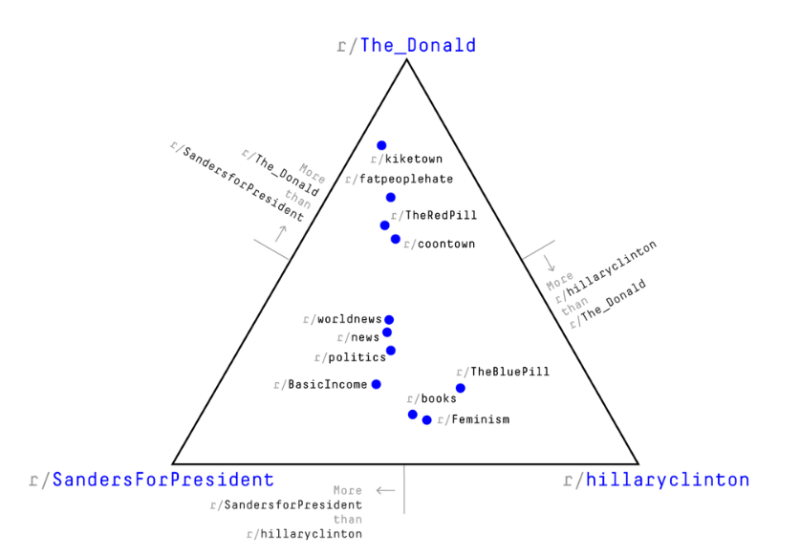 r/The_Donald
More
r/The_Donald
than
r/SandersforPresident
↑
r/kiketown
r/fatpeoplehate
r/TheRedPill
r/coontown
↓
More
r/hillaryclinton
than
r/The_Donald
r/worldnews
r/news
r/politics
r/BasicIncome
r/TheBluePill
r/books
r/Feminism
r/SandersForPresident
r/hillaryclinton
More ←
r/SandersforPresident
than
r/hillaryclinton